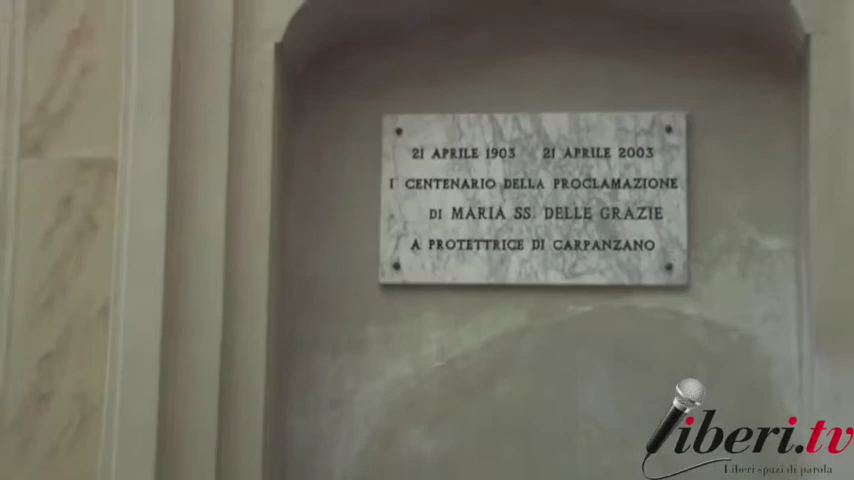 21 APRILE 1903 21 APRILE 2003
I° CENTENARIO DELLA PROCLAMAZIONE
DI MARIA SS. DELLE GRAZIE
A PROTETTRICE DI CARPANZANO
liberi.tv
Liberi spazi di parola